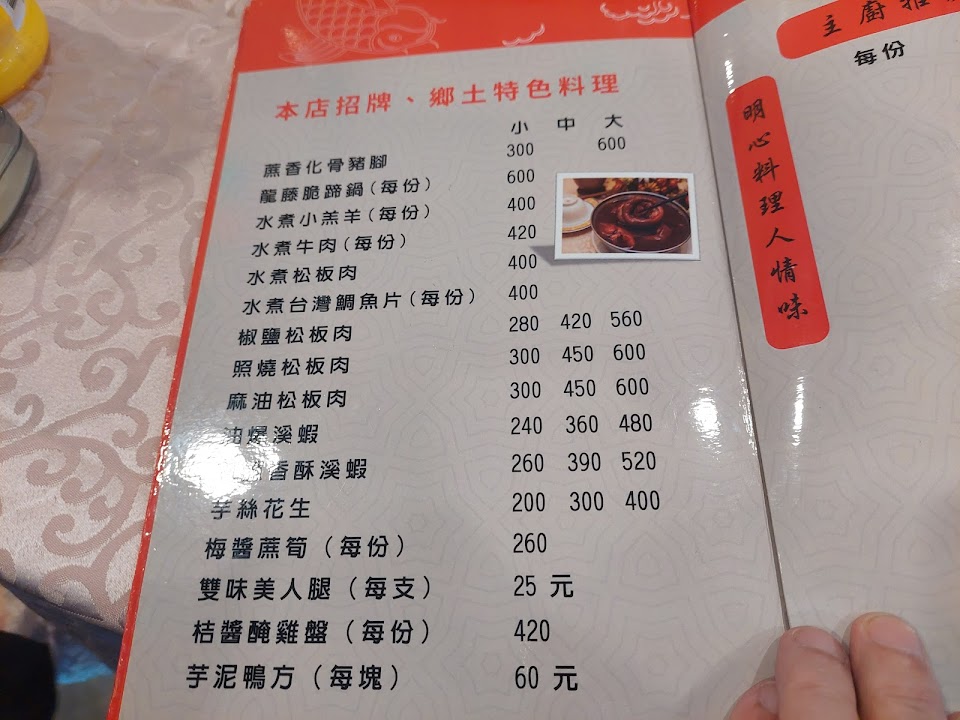 本店招牌、鄉土特色料理
小 中 大
蔗香化骨豬腳 300 600
龍藤脆蹄鍋(每份) 600
水煮小羔羊(每份) 400
水煮牛肉(每份) 420
水煮松板肉 400
水煮台灣鯛魚片(每份) 400
椒鹽松板肉 280 420 560
照燒松板肉 300 450 600
麻油松板肉 300 450 600
油爆溪蝦 240 360 480
香酥溪蝦 260 390 520
芋絲花生 200 300 400
梅醬蔗筍(每份) 260
雙味美人腿(每支) 25 元
桔醬醃雞盤(每份) 420
芋泥鴨方(每塊) 60 元
主廚推
每份
明心料理人情味